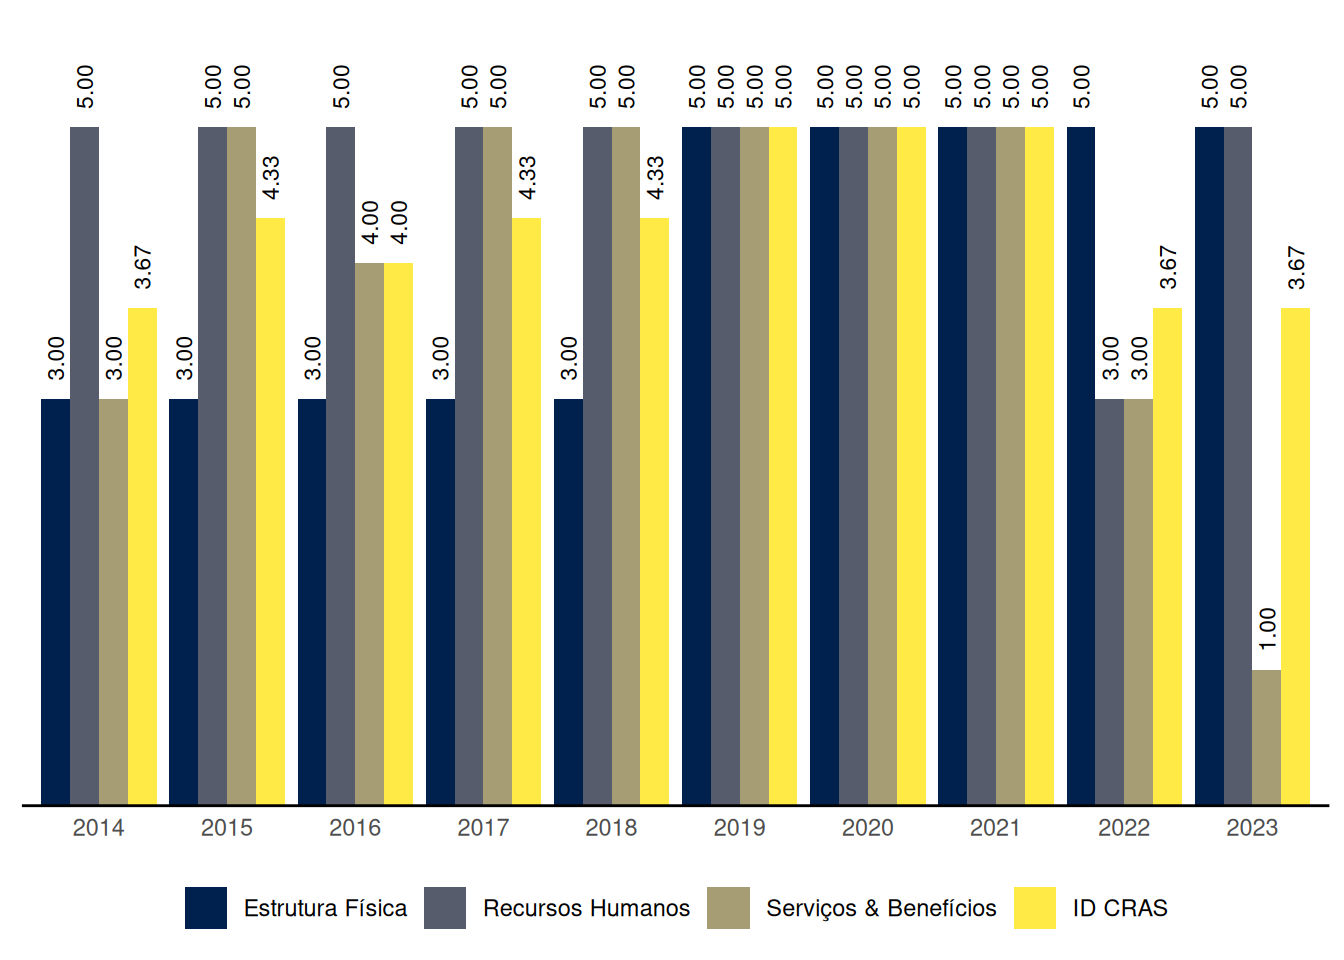 5.00 5.00 5.00 5.00 5.00 5.00 5.00 5.00 5.00 5.00 5.00 5.00 5.00 5.00 5.00 5.00 5.00 5.00 5.00 5.00 5.00 5.00 5.00 5.00
4.33 4.33 4.33
4.00 4.00
3.67 3.67 3.67
3.00 3.00 3.00 3.00 3.00 3.00 3.00 3.00
1.00
2014 2015 2016 2017 2018 2019 2020 2021 2022 2023
Estrutura Física Recursos Humanos Serviços & Benefícios ID CRAS